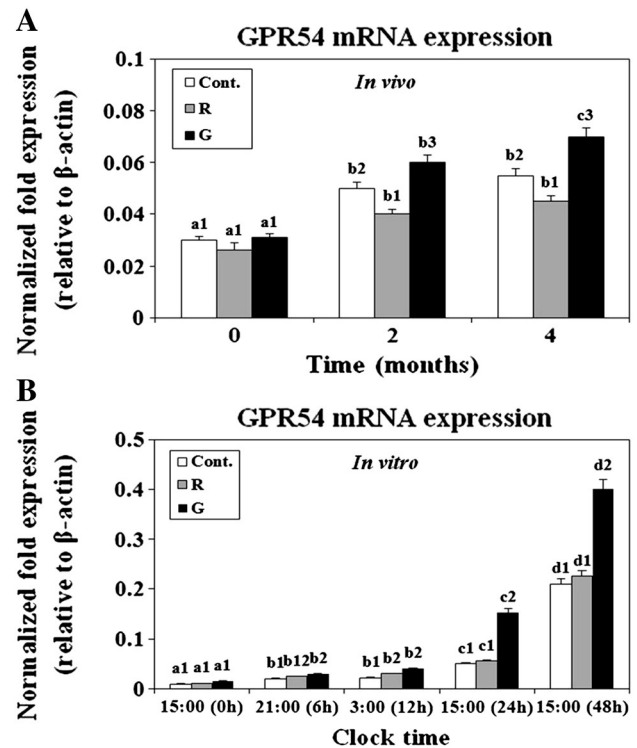 A
GPR54 mRNA expression
Normalized fold expression
(relative to β-actin)
0.1
0.08
0.06
0.04
0.02
0
Cont.
R
G
In vivo
a1 a1 a1
b2 b1 b3
b2 b1 c3
0 2 4
Time (months)
B
GPR54 mRNA expression
Normalized fold expression
(relative to β-actin)
0.5
0.4
0.3
0.2
0.1
0
Cont.
R
G
In vitro
a1 a1 a1
b1 b12 b2
b1 b2 b2
c1 c1 c2
d1 d1 d2
15:00 (0h) 21:00 (6h) 3:00 (12h) 15:00 (24h) 15:00 (48h)
Clock time